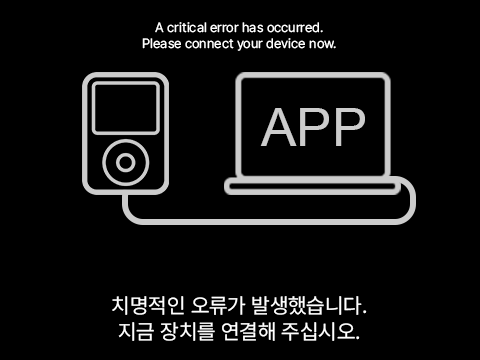 A critical error has occurred.
Please connect your device now.
APP
치명적인 오류가 발생했습니다.
지금 장치를 연결해 주십시오.